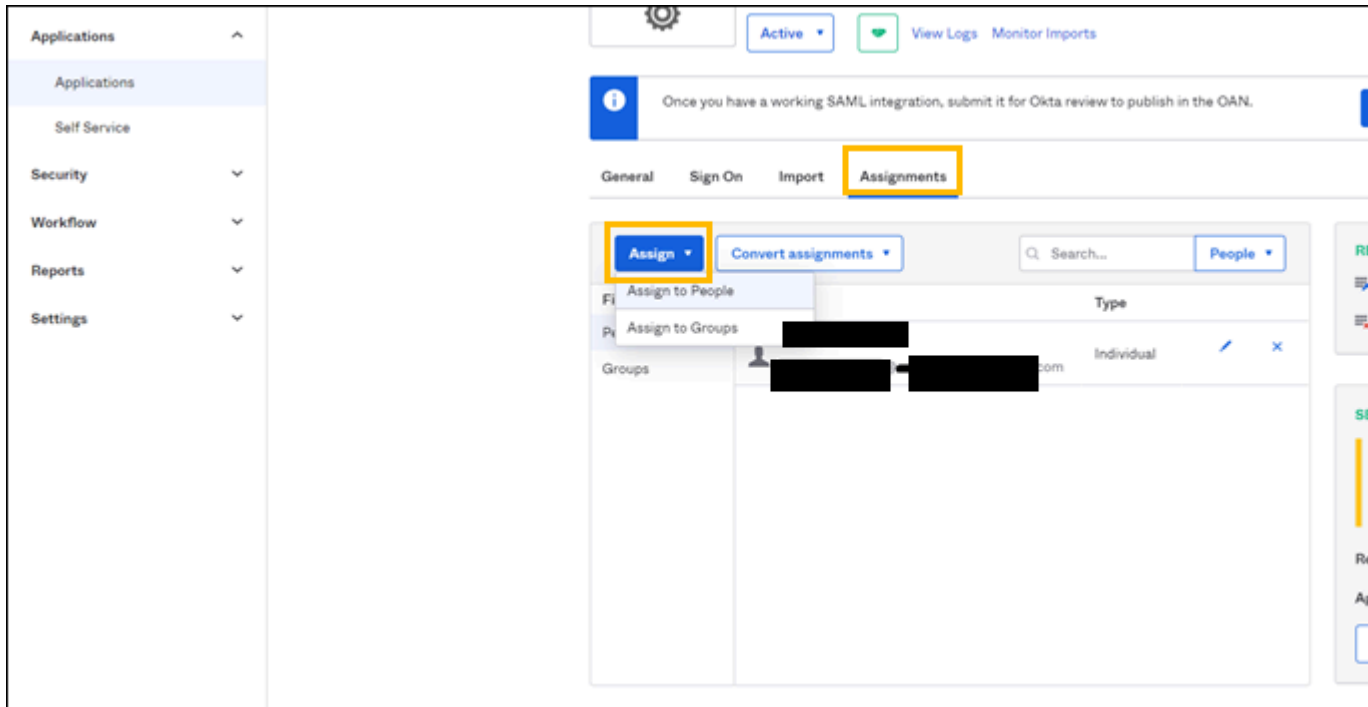 Applications
Applications
Self Service
Security
Workflow
Reports
Settings
Active View Logs Monitor Imports
Once you have a working SAML integration, submit it for Okta review to publish in the OAN.
General Sign On Import Assignments
Assign Convert assignments Search... People
Assign to People
Assign to Groups
Type
Individual
com
Groups